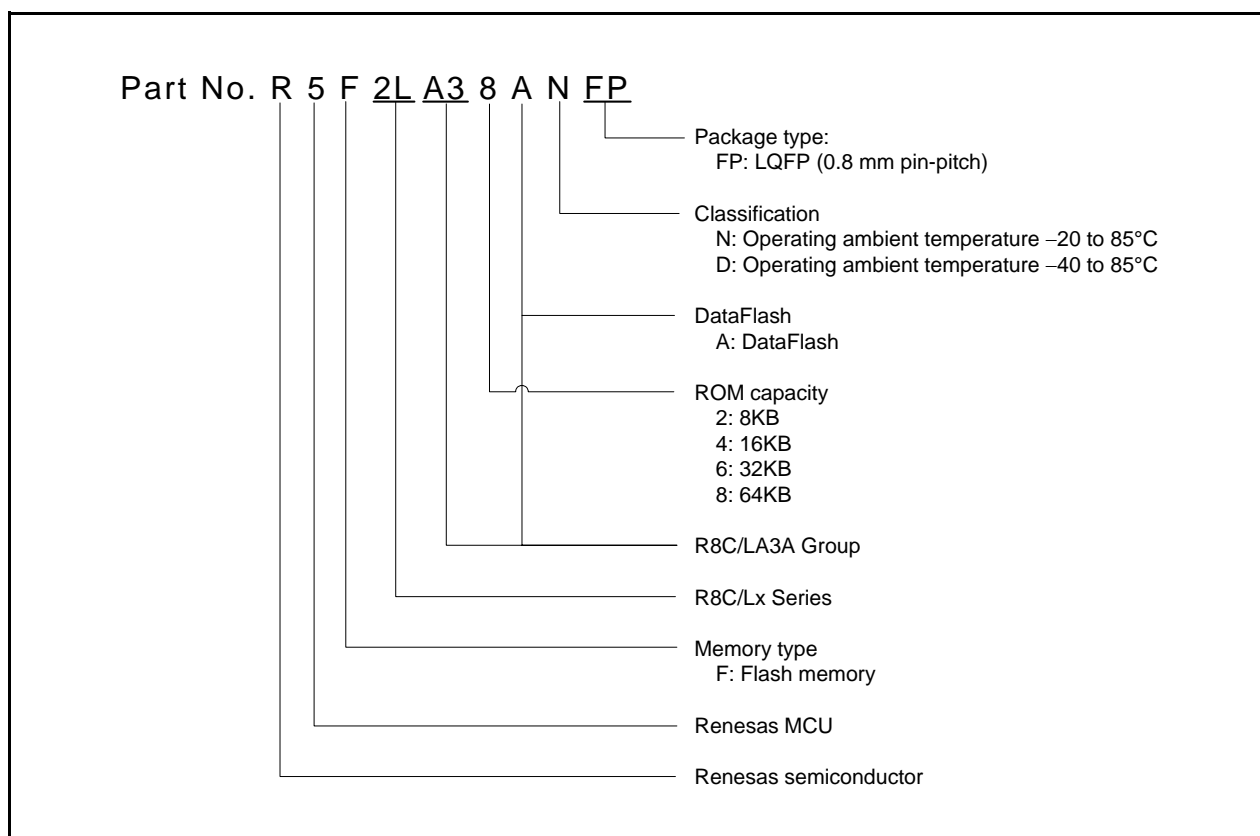 Part No. R 5 F 2L A3 8 A N FP
Package type:
FP: LQFP (0.8 mm pin-pitch)
Classification
N: Operating ambient temperature –20 to 85°C
D: Operating ambient temperature –40 to 85°C
DataFlash
A: DataFlash
ROM capacity
2: 8KB
4: 16KB
6: 32KB
8: 64KB
R8C/LA3A Group
R8C/Lx Series
Memory type
F: Flash memory
Renesas MCU
Renesas semiconductor